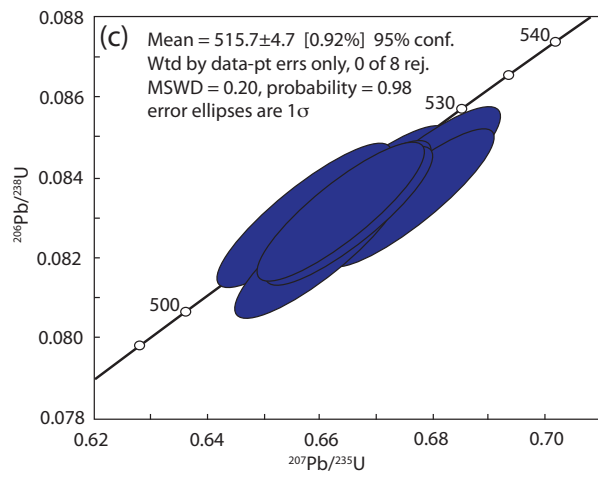 (c)
Mean = 515.7±4.7 [0.92%] 95% conf.
Wtd by data-pt errs only, 0 of 8 rej.
MSWD = 0.20, probability = 0.98
error ellipses are 1σ
540
530
500
0.088
0.086
0.084
0.082
0.080
0.078
²⁰⁶Pb/²³⁸U
0.62 0.64 0.66 0.68 0.70
²⁰⁷Pb/²³⁵U